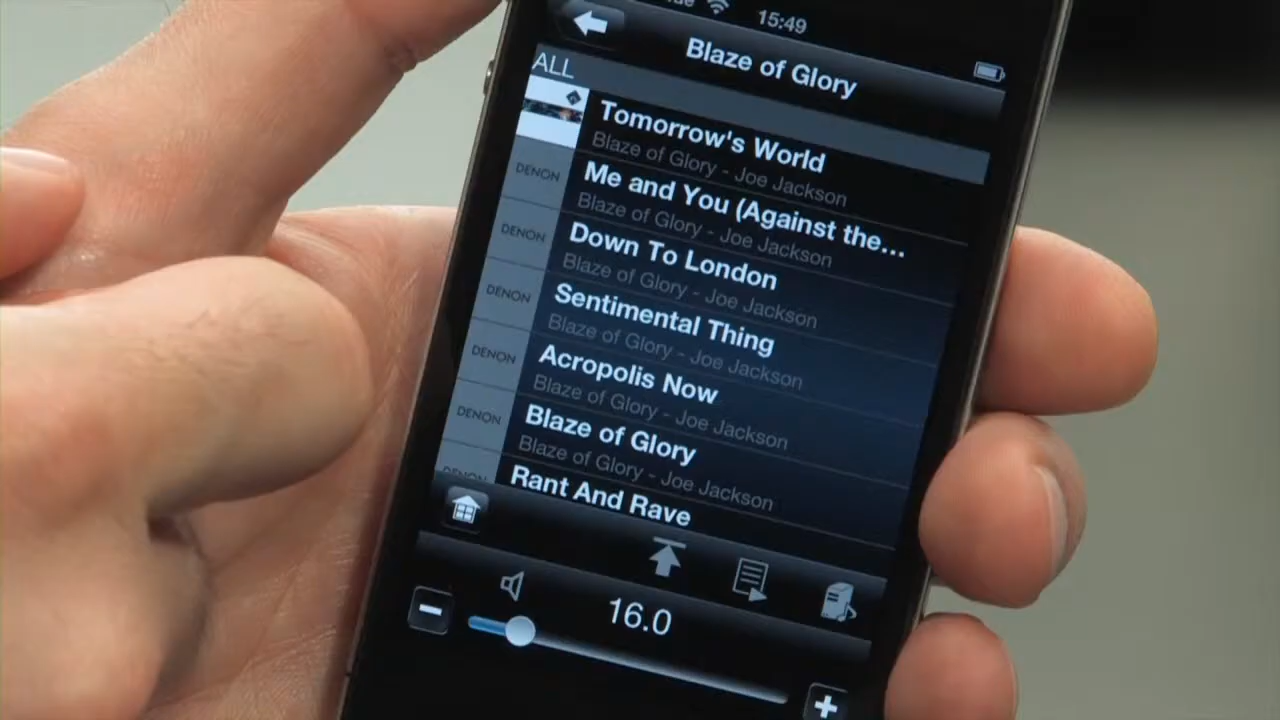 15:49
Blaze of Glory
ALL
Tomorrow's World
Blaze of Glory - Joe Jackson
DENON
Me and You (Against the...
Blaze of Glory - Joe Jackson
DENON
Down To London
Blaze of Glory - Joe Jackson
DENON
Sentimental Thing
Blaze of Glory - Joe Jackson
DENON
Acropolis Now
Blaze of Glory - Joe Jackson
DENON
Blaze of Glory
Blaze of Glory - Joe Jackson
DENON
Rant And Rave
16.0